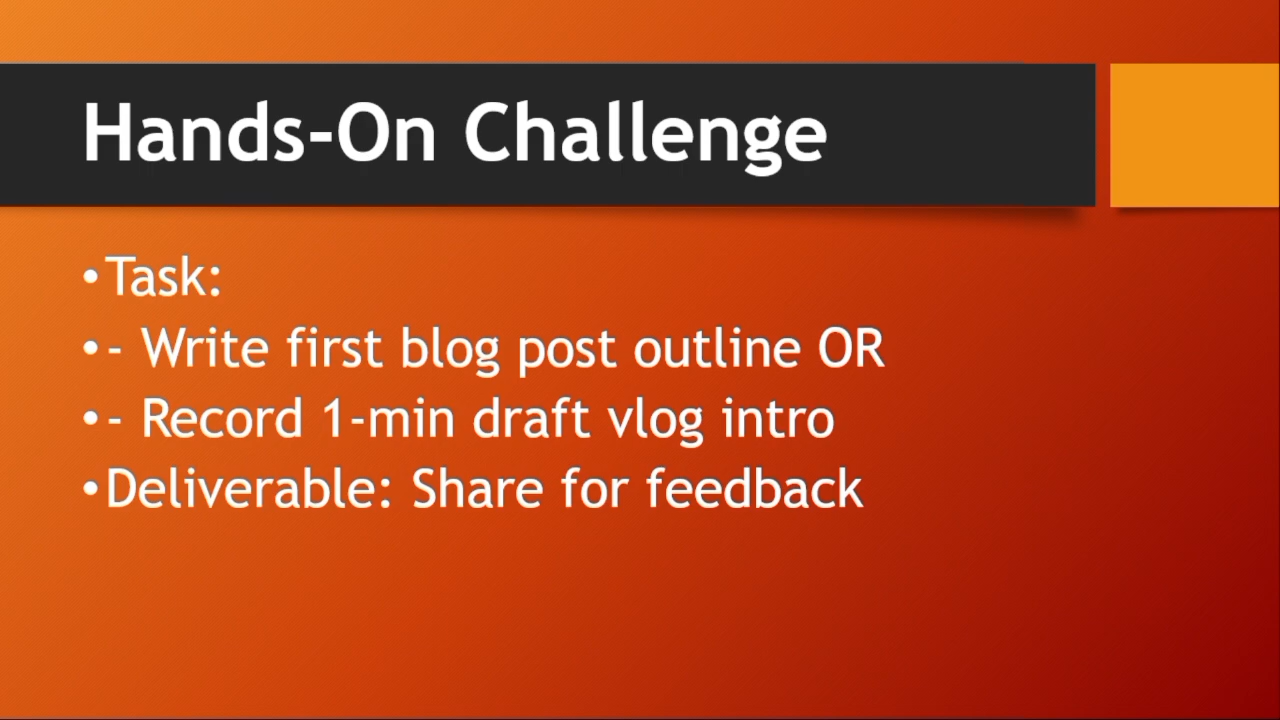 Hands-On Challenge
•Task:
•- Write first blog post outline OR
•- Record 1-min draft vlog intro
•Deliverable: Share for feedback